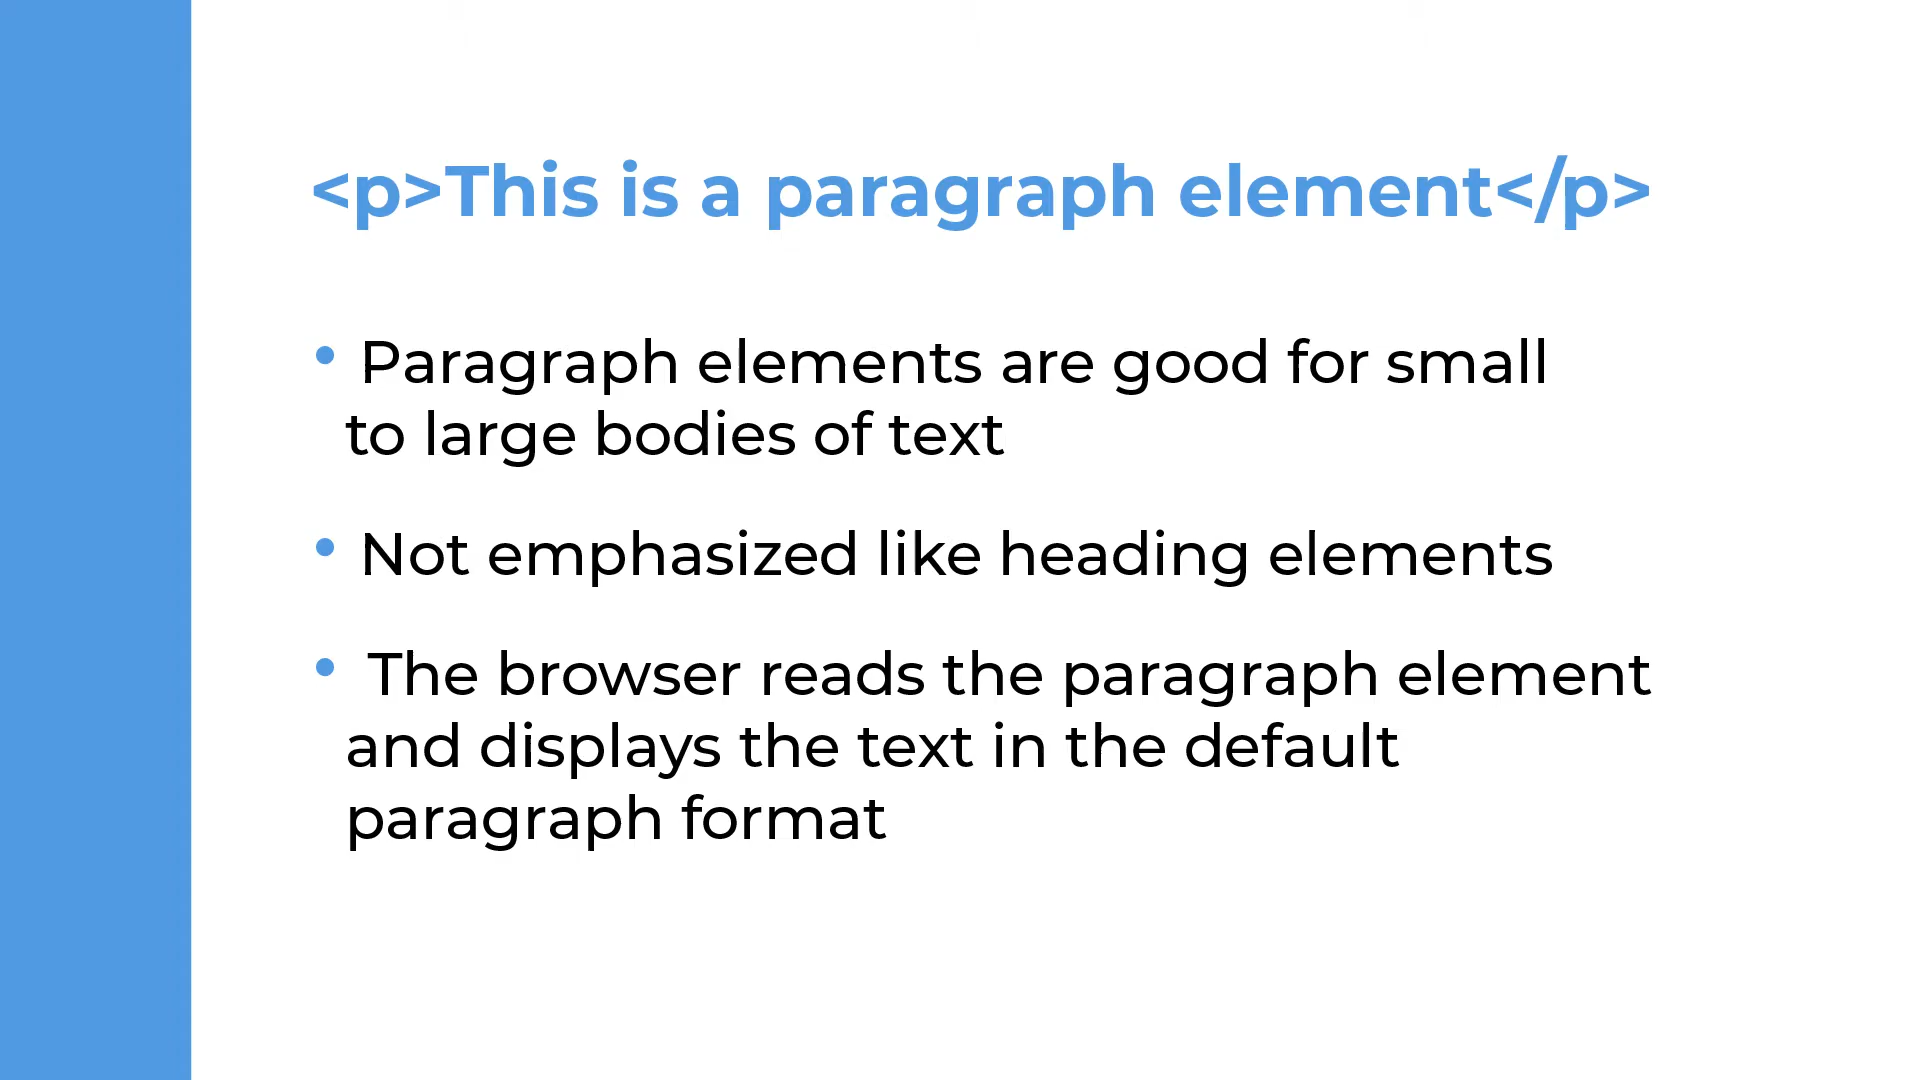 <p>This is a paragraph element</p>
• Paragraph elements are good for small
to large bodies of text
• Not emphasized like heading elements
• The browser reads the paragraph element
and displays the text in the default
paragraph format